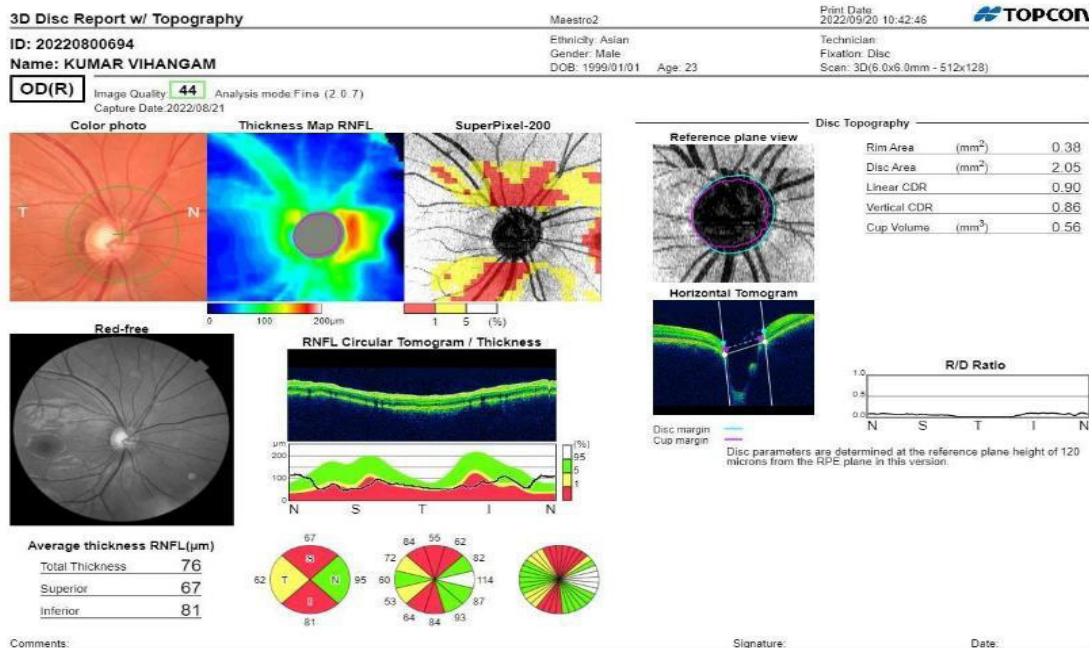 3D Disc Report w/ Topography
Maestro2
Print Date:
2022/09/20 10:42:46
TOPCON
ID: 20220800694
Name: KUMAR VIHANGAM
Ethnicity: Asian
Gender: Male
DOB: 1999/01/01 Age: 23
Technician:
Fixation: Disc
Scan: 3D(6.0x6.0mm - 512x128)
OD(R)
Image Quality: 44 Analysis mode:Fine (2.0.7)
Capture Date:2022/08/21
Color photo
Thickness Map RNFL
SuperPixel-200
T N
0 100 200μm
1 5 (%)
Disc Topography
Reference plane view
Rim Area (mm²) 0.38
Disc Area (mm²) 2.05
Linear CDR 0.90
Vertical CDR 0.86
Cup Volume (mm³) 0.56
Red-free
RNFL Circular Tomogram / Thickness
μm
200
100
0
(%)
95
5
1
N S T I N
Horizontal Tomogram
Disc margin
Cup margin
R/D Ratio
1.0
0.5
0.0
N S T I N
Disc parameters are determined at the reference plane height of 120
microns from the RPE plane in this version.
Average thickness RNFL(μm)
Total Thickness 76
Superior 67
Inferior 81
67
S
62 T N 95
I
81
84 55 62
72 82
60 114
53 87
64 84 93
Comments:
Signature:
Date: